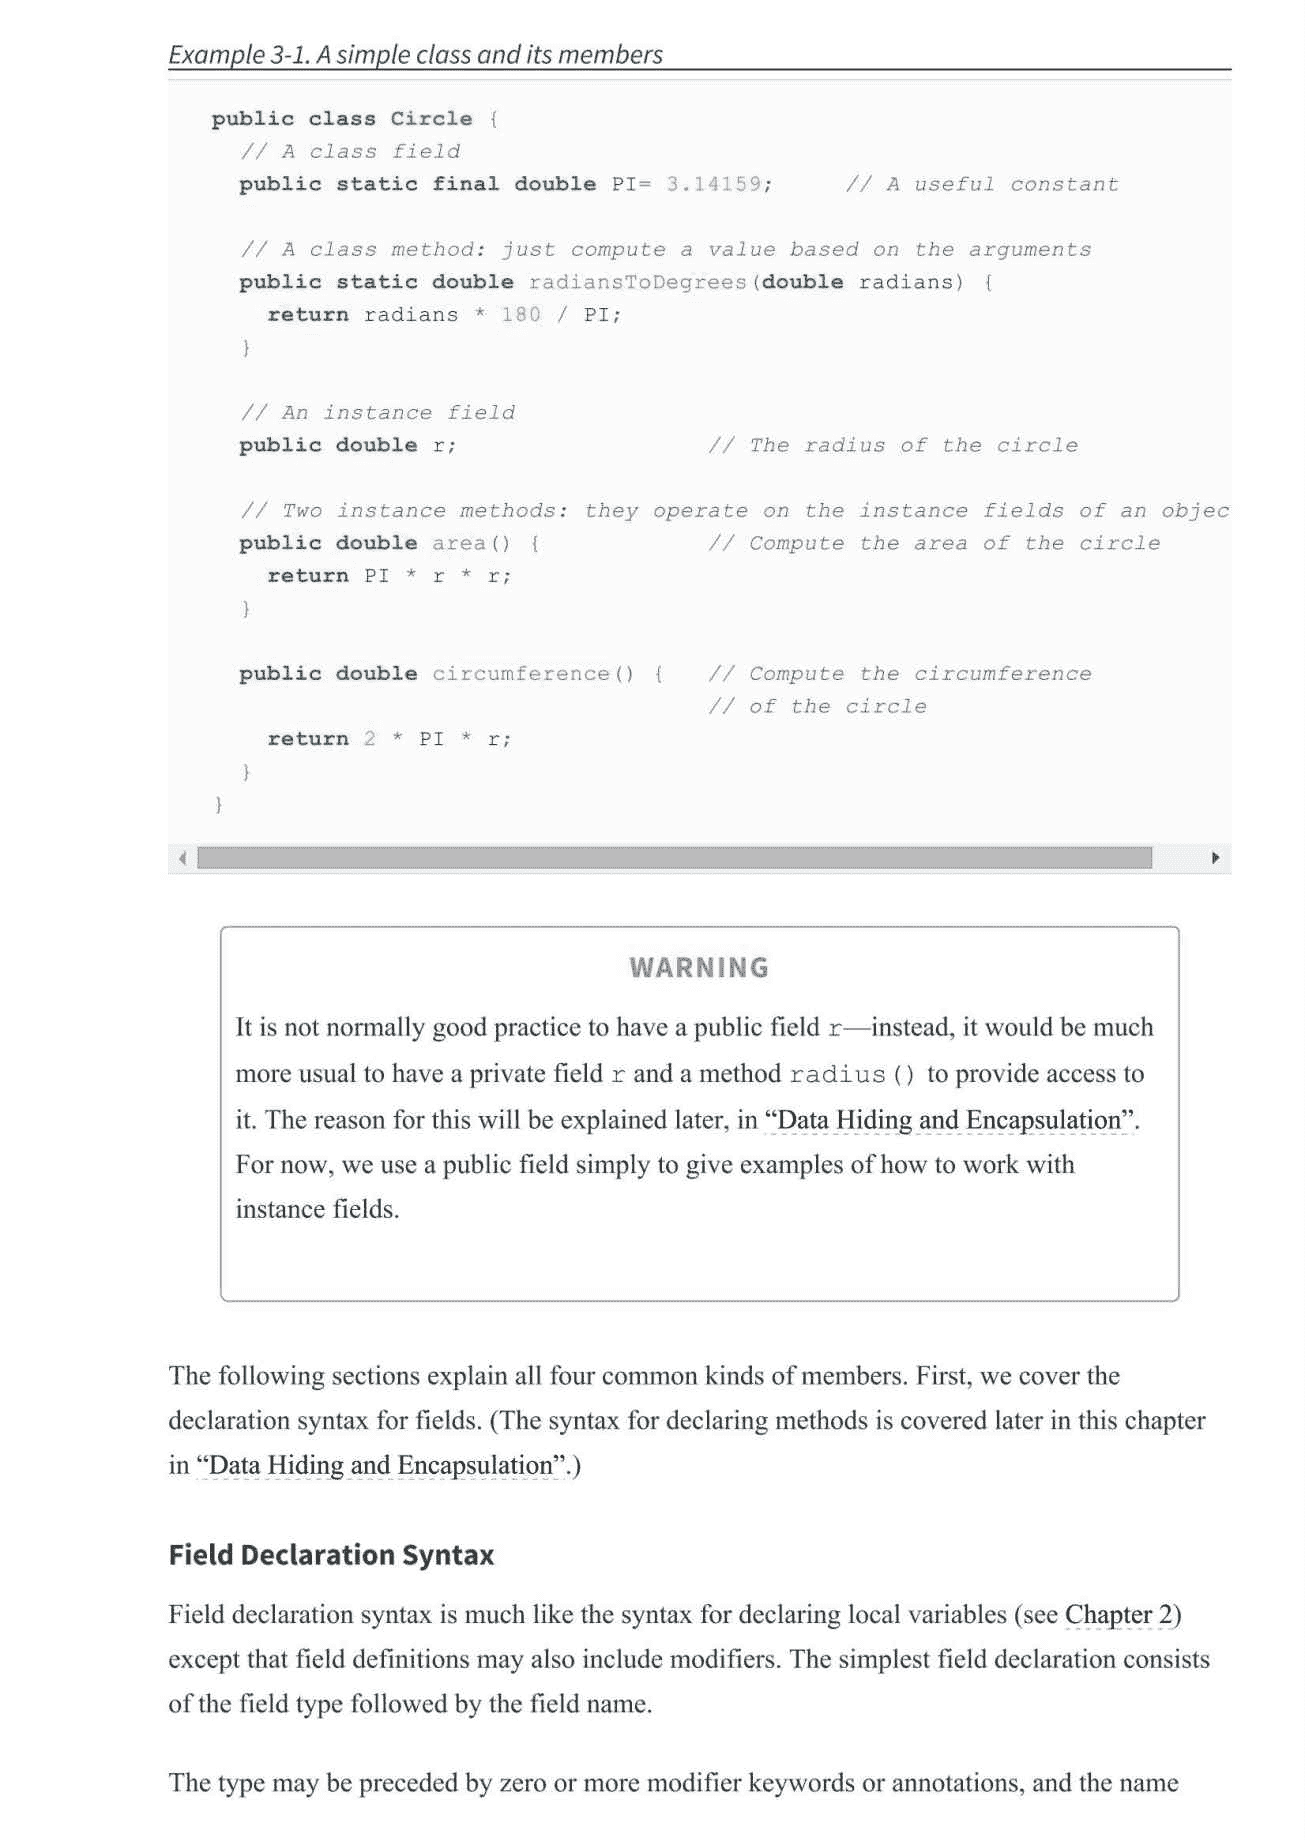 Example 3-1. A simple class and its members
public class Circle {
// A class field
public static final double PI= 3.14159;     // A useful constant
// A class method: just compute a value based on the arguments
public static double radiansToDegrees(double radians) {
return radians * 180 / PI;
}
// An instance field
public double r;                  // The radius of the circle
// Two instance methods: they operate on the instance fields of an objec
public double area() {            // Compute the area of the circle
return PI * r * r;
}
public double circumference() {   // Compute the circumference
// of the circle
return 2 * PI * r;
}
}
WARNING
It is not normally good practice to have a public field r—instead, it would be much
more usual to have a private field r and a method radius() to provide access to
it. The reason for this will be explained later, in “Data Hiding and Encapsulation”.
For now, we use a public field simply to give examples of how to work with
instance fields.
The following sections explain all four common kinds of members. First, we cover the
declaration syntax for fields. (The syntax for declaring methods is covered later in this chapter
in “Data Hiding and Encapsulation”.)
Field Declaration Syntax
Field declaration syntax is much like the syntax for declaring local variables (see Chapter 2)
except that field definitions may also include modifiers. The simplest field declaration consists
of the field type followed by the field name.
The type may be preceded by zero or more modifier keywords or annotations, and the name